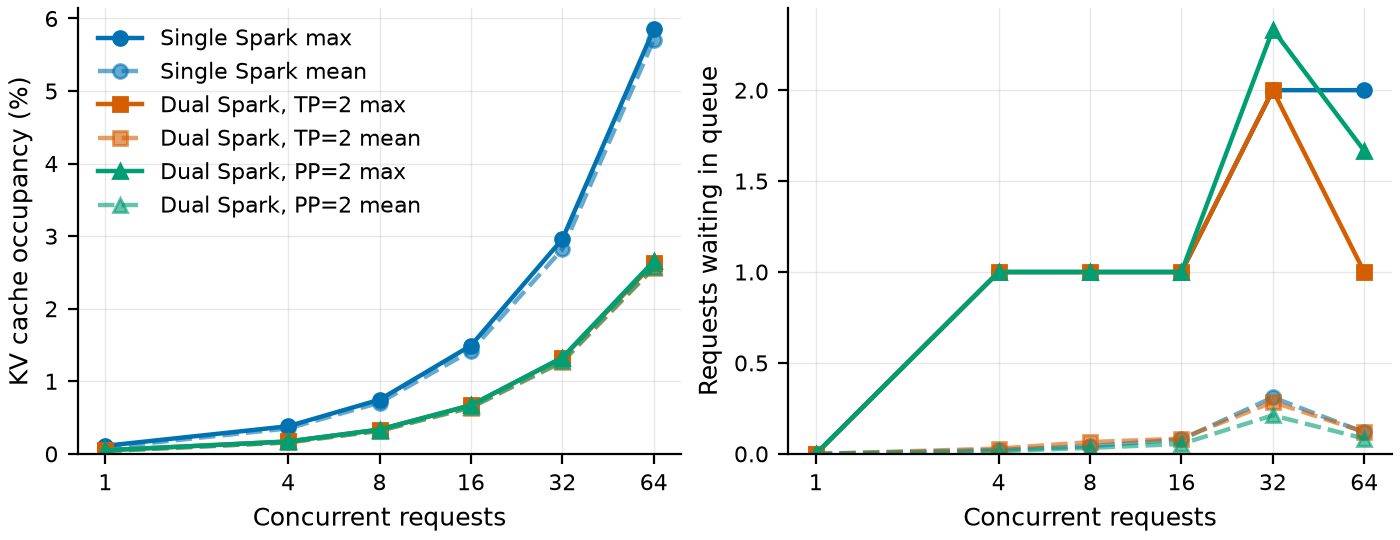 KV cache occupancy (%)
6
5
4
3
2
1
0
Single Spark max
Single Spark mean
Dual Spark, TP=2 max
Dual Spark, TP=2 mean
Dual Spark, PP=2 max
Dual Spark, PP=2 mean
1 4 8 16 32 64
Concurrent requests
Requests waiting in queue
2.0
1.5
1.0
0.5
0.0
1 4 8 16 32 64
Concurrent requests